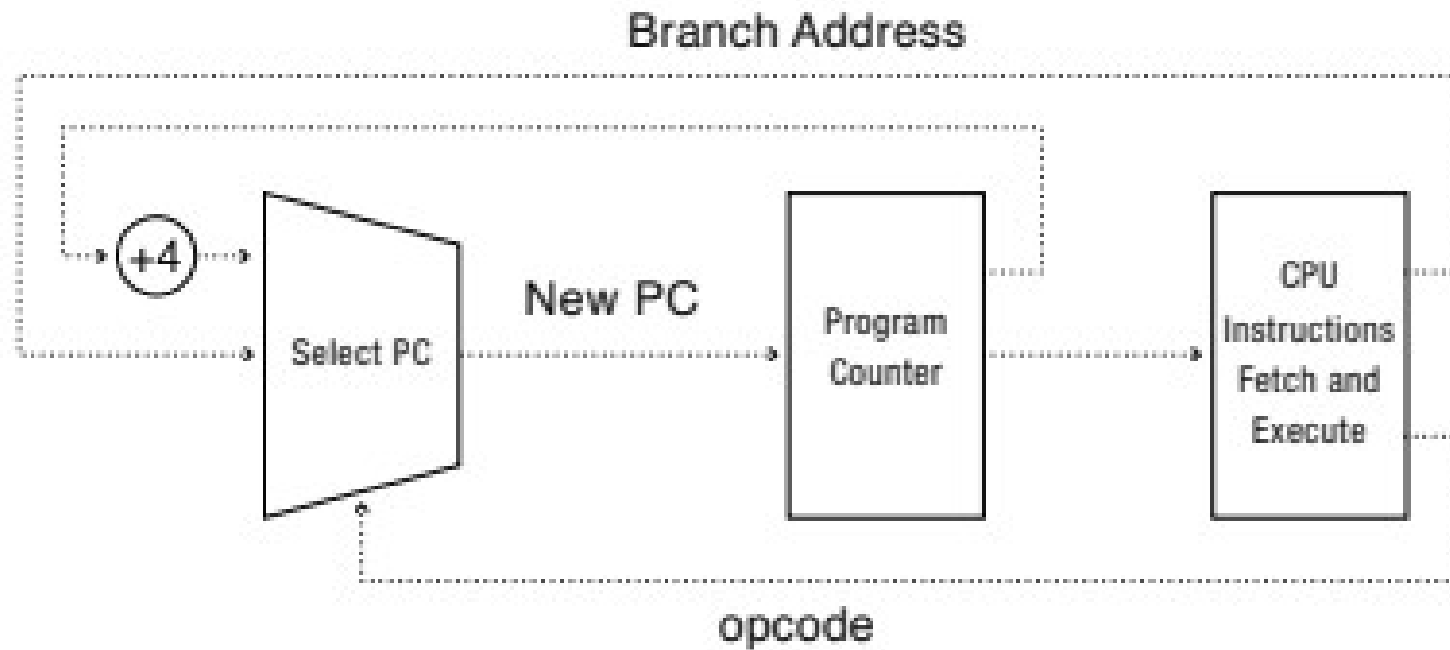 Branch Address
+4
Select PC
New PC
Program
Counter
CPU
Instructions
Fetch and
Execute
opcode